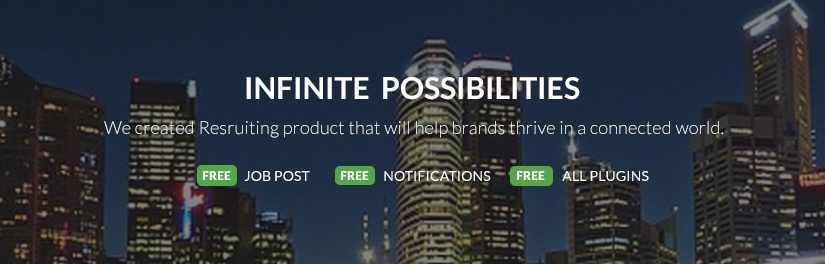 INFINITE POSSIBILITIES
We created Resruiting product that will help brands thrive in a connected world.
FREE JOB POST FREE NOTIFICATIONS FREE ALL PLUGINS